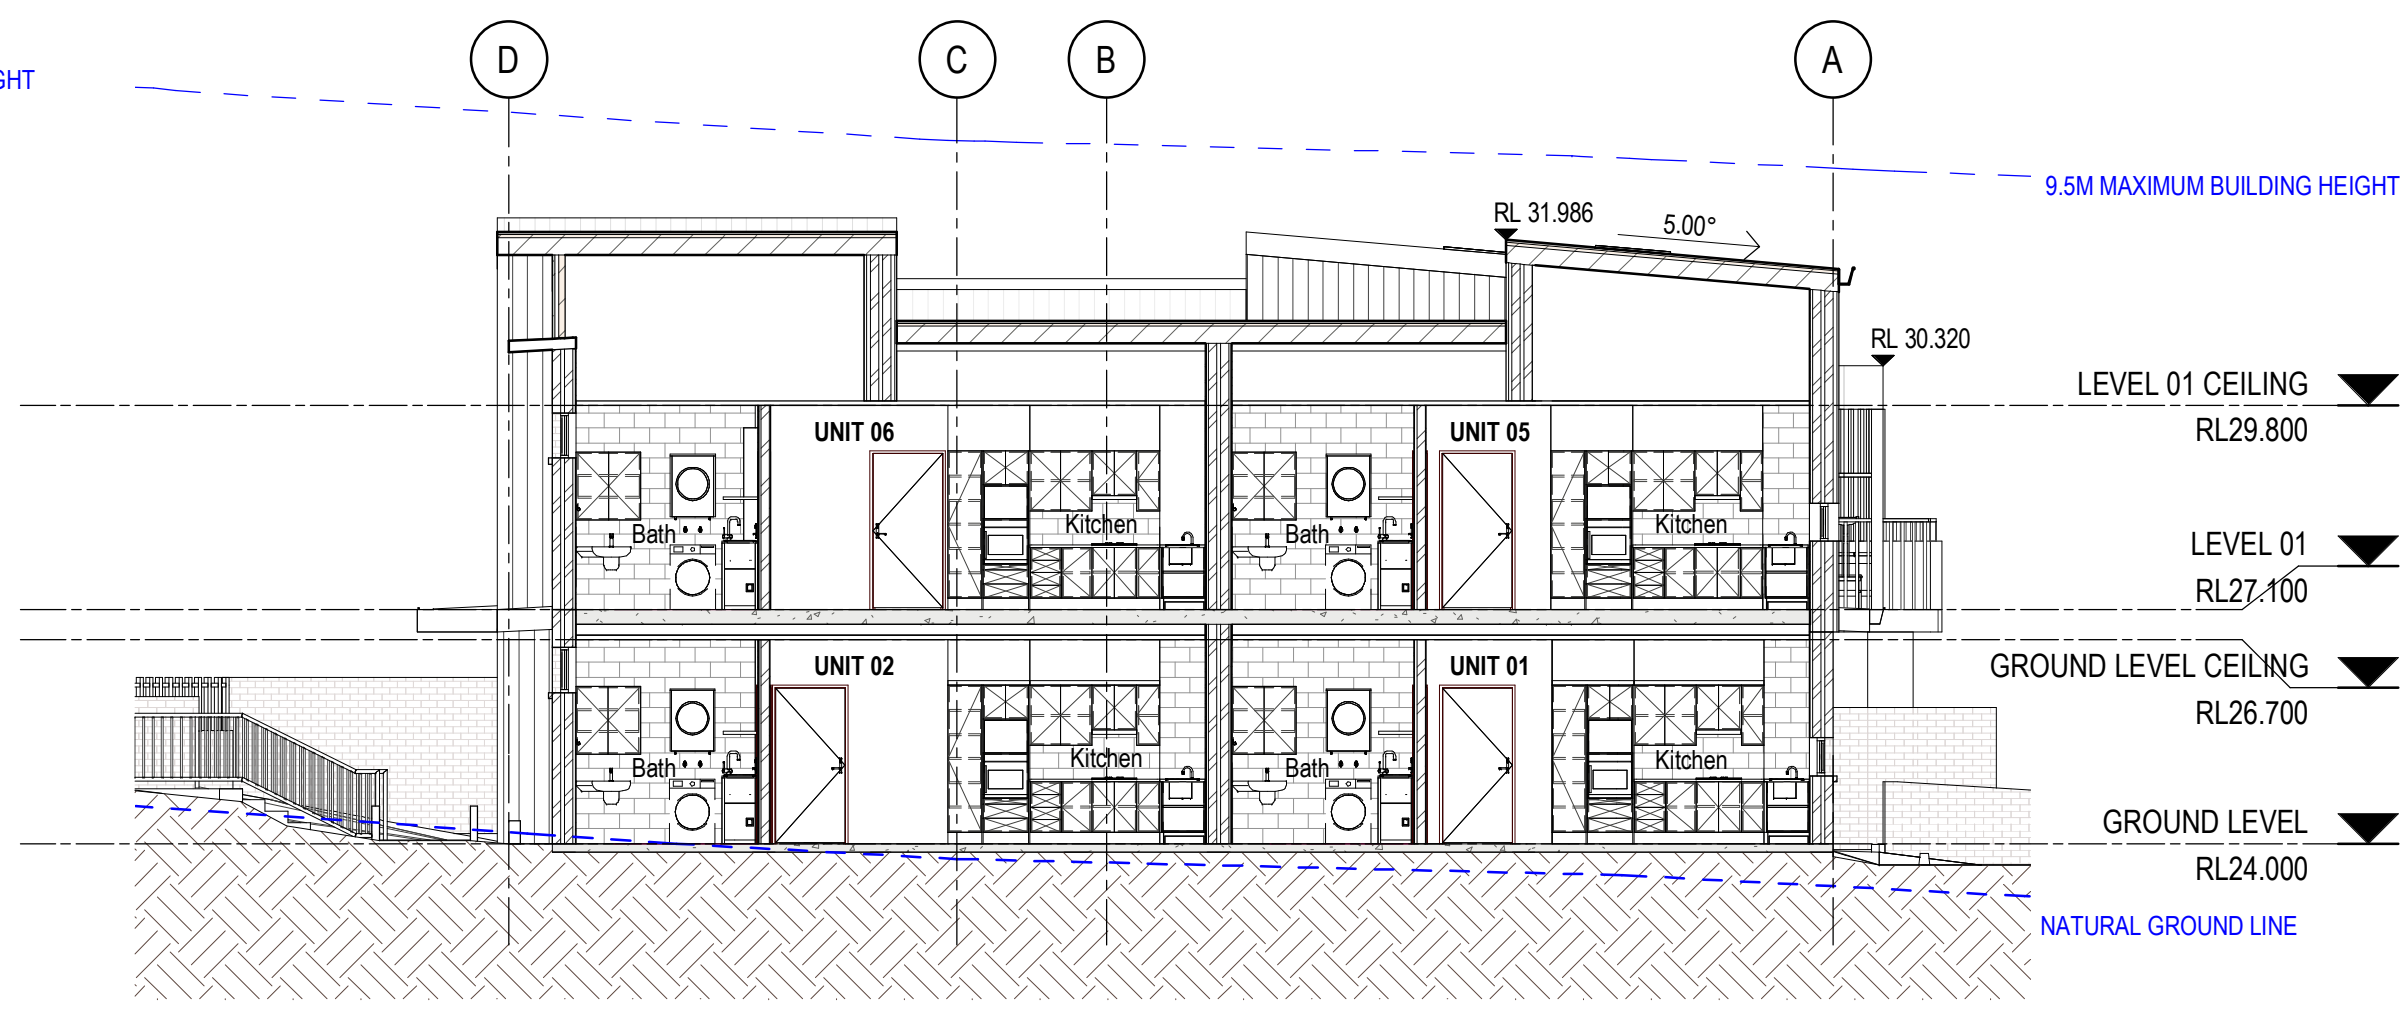 D
C
B
A
GHT
9.5M MAXIMUM BUILDING HEIGHT
RL 31.986
5.00°
RL 30.320
LEVEL 01 CEILING
RL29.800
UNIT 06
UNIT 05
Bath
Kitchen
Bath
Kitchen
LEVEL 01
RL27.100
UNIT 02
UNIT 01
GROUND LEVEL CEILING
RL26.700
Bath
Kitchen
Bath
Kitchen
GROUND LEVEL
RL24.000
NATURAL GROUND LINE